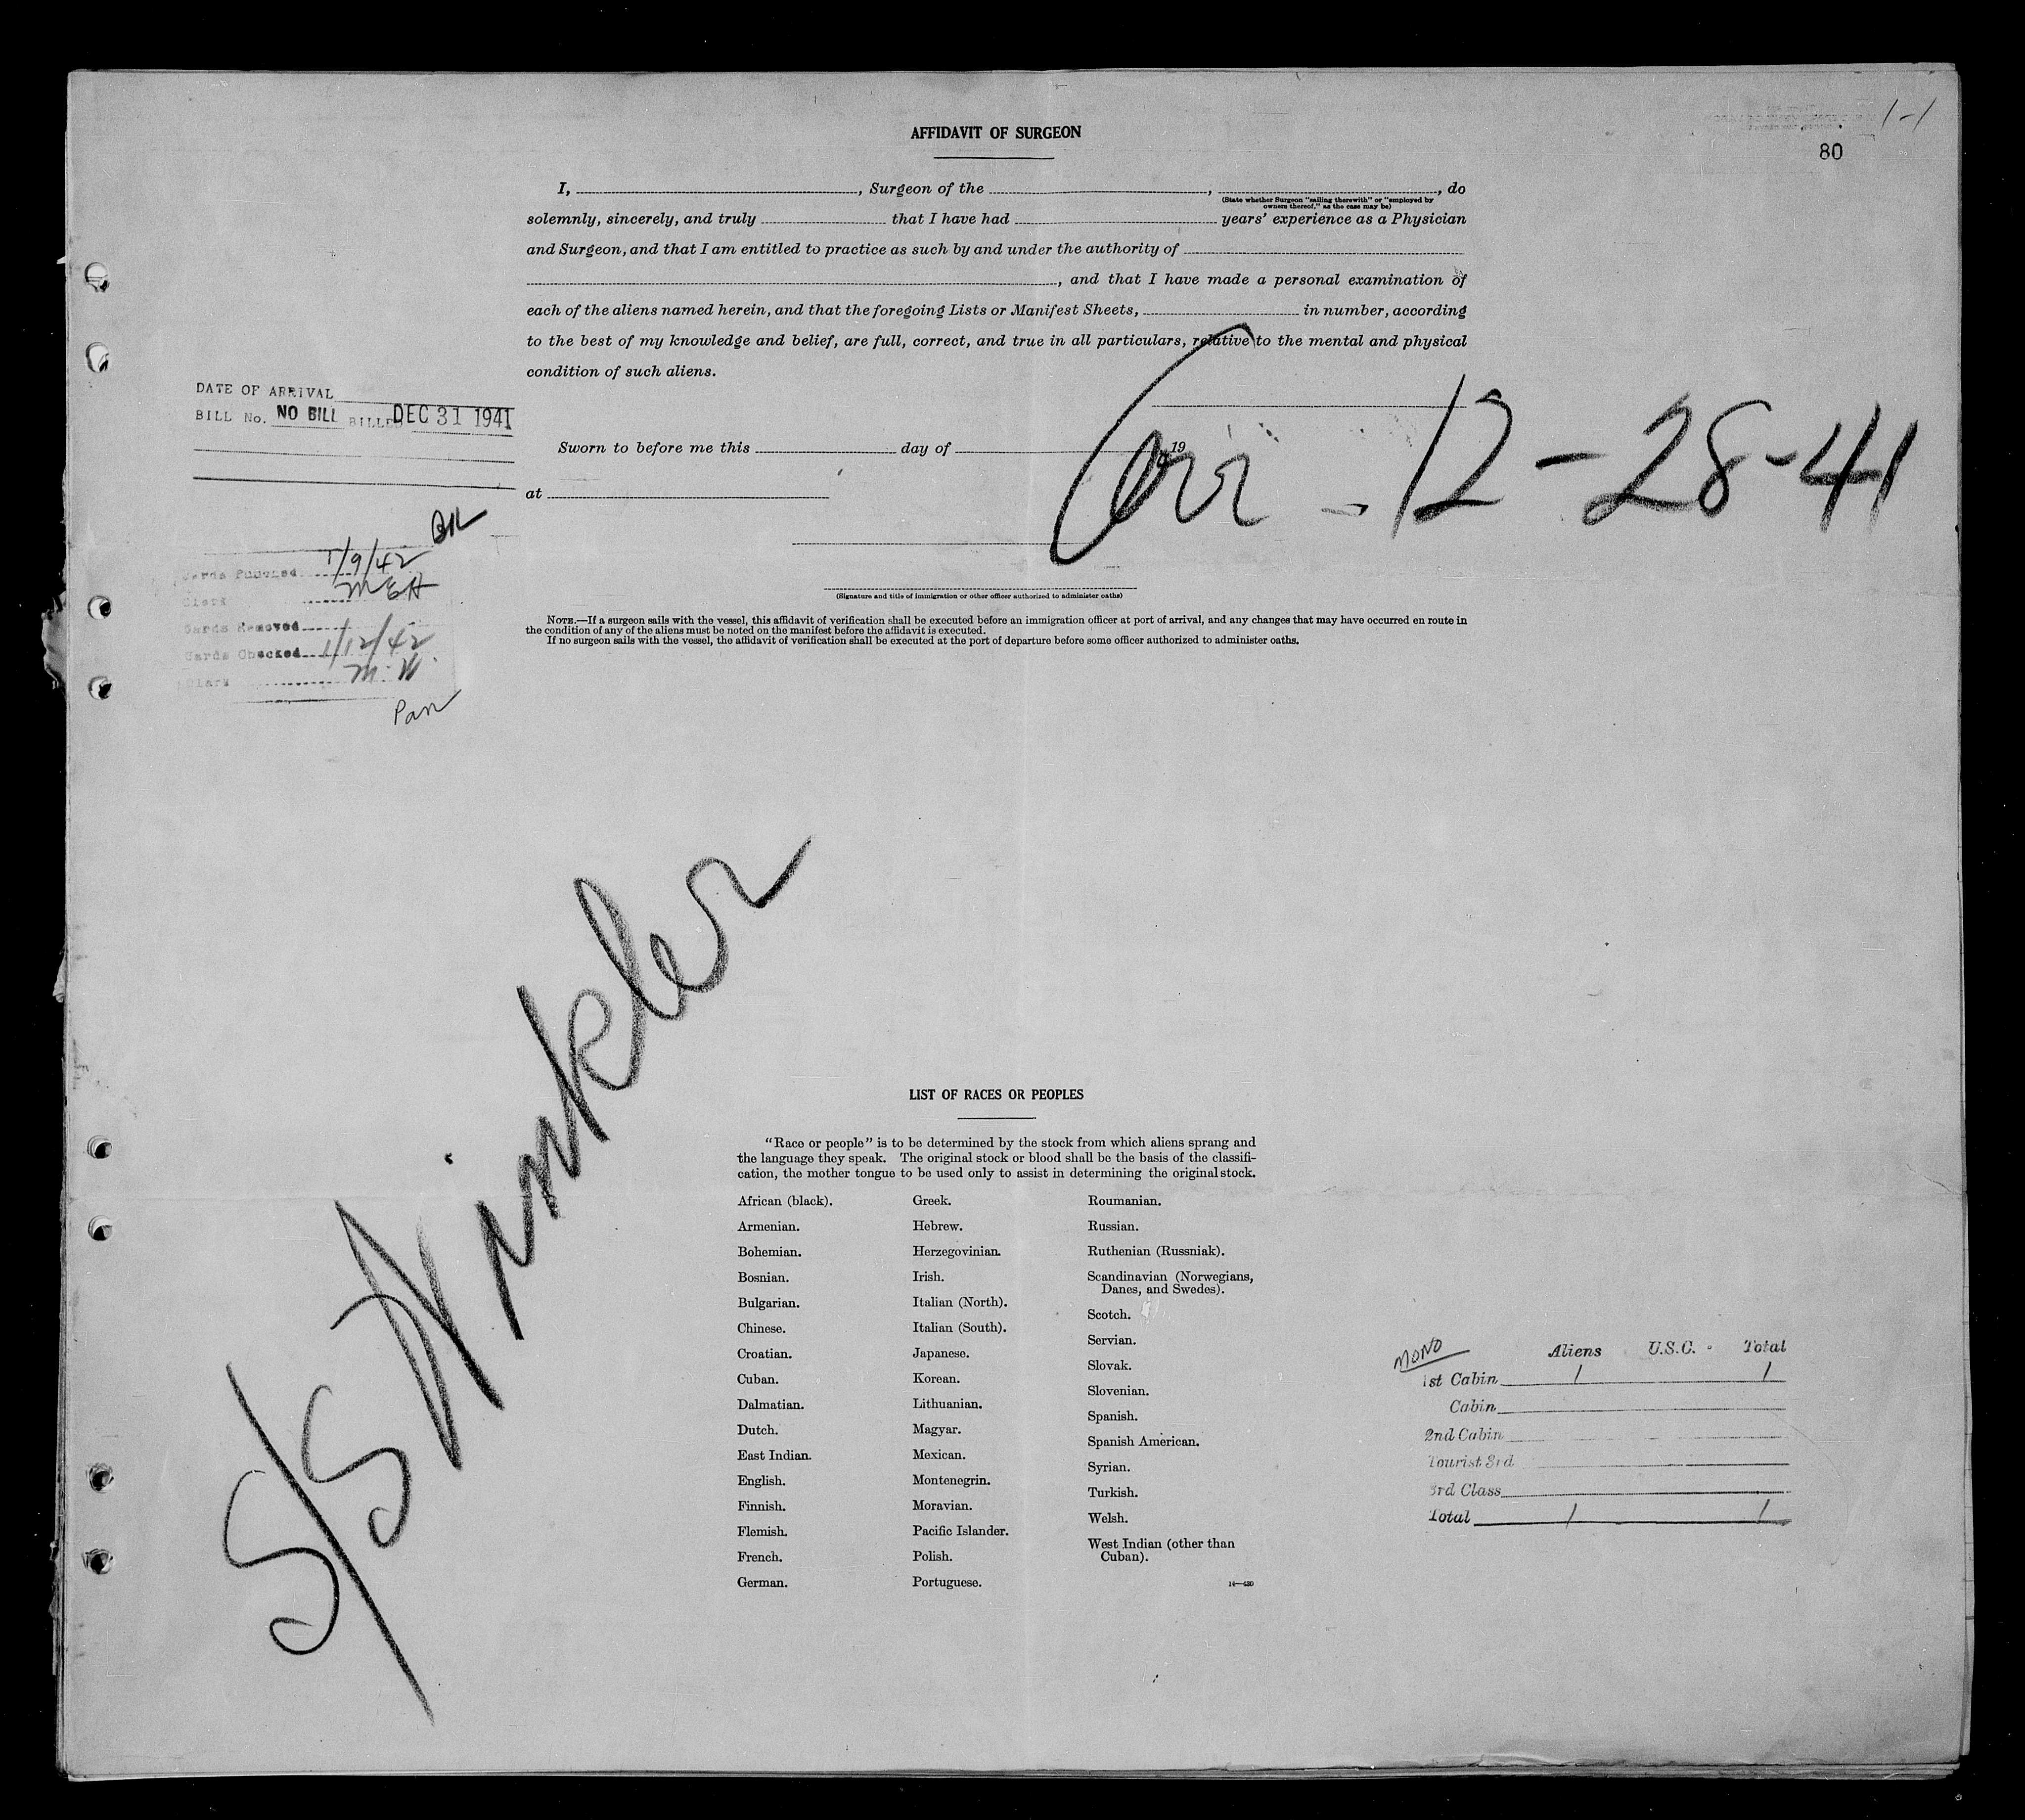 1-1
80
AFFIDAVIT OF SURGEON
I, , Surgeon of the , , do
(State whether Surgeon "sailing therewith" or "employed by
owners thereof," as the case may be)
solemnly, sincerely, and truly that I have had years' experience as a Physician
and Surgeon, and that I am entitled to practice as such by and under the authority of
, and that I have made a personal examination of
each of the aliens named herein, and that the foregoing Lists or Manifest Sheets, in number, according
to the best of my knowledge and belief, are full, correct, and true in all particulars, relative to the mental and physical
condition of such aliens.
DATE OF ARRIVAL
BILL No. NO BILL BILLED DEC 31 1941
Arr - 12-28-41
Sworn to before me this day of , 19
at
(Signature and title of immigration or other officer authorized to administer oaths)
NOTE.—If a surgeon sails with the vessel, this affidavit of verification shall be executed before an immigration officer at port of arrival, and any changes that may have occurred en route in
the condition of any of the aliens must be noted on the manifest before the affidavit is executed.
If no surgeon sails with the vessel, the affidavit of verification shall be executed at the port of departure before some officer authorized to administer oaths.
Cards Punched 1/9/42
Clerk MEH
Cards Removed
Cards Checked 1/12/42
Clerk
Pan
S/S Winkler
LIST OF RACES OR PEOPLES
"Race or people" is to be determined by the stock from which aliens sprang and
the language they speak. The original stock or blood shall be the basis of the classifi-
cation, the mother tongue to be used only to assist in determining the original stock.
African (black).
Armenian.
Bohemian.
Bosnian.
Bulgarian.
Chinese.
Croatian.
Cuban.
Dalmatian.
Dutch.
East Indian.
English.
Finnish.
Flemish.
French.
German.
Greek.
Hebrew.
Herzegovinian.
Irish.
Italian (North).
Italian (South).
Japanese.
Korean.
Lithuanian.
Magyar.
Mexican.
Montenegrin.
Moravian.
Pacific Islander.
Polish.
Portuguese.
Roumanian.
Russian.
Ruthenian (Russniak).
Scandinavian (Norwegians,
Danes, and Swedes).
Scotch.
Servian.
Slovak.
Slovenian.
Spanish.
Spanish American.
Syrian.
Turkish.
Welsh.
West Indian (other than
Cuban).
14—430
MONO
Aliens U.S.C. Total
1st Cabin 1 1
Cabin
2nd Cabin
Tourist 3rd
3rd Class
Total 1 1